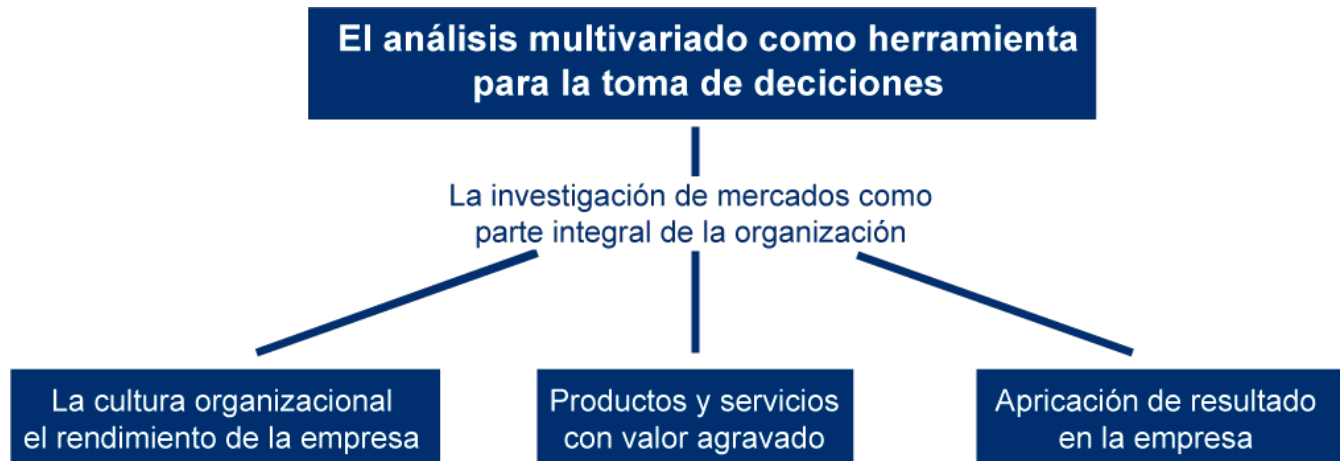 El análisis multivariado como herramienta
para la toma de deciciones
La investigación de mercados como
parte integral de la organización
La cultura organizacional
el rendimiento de la empresa
Productos y servicios
con valor agravado
Apricación de resultado
en la empresa